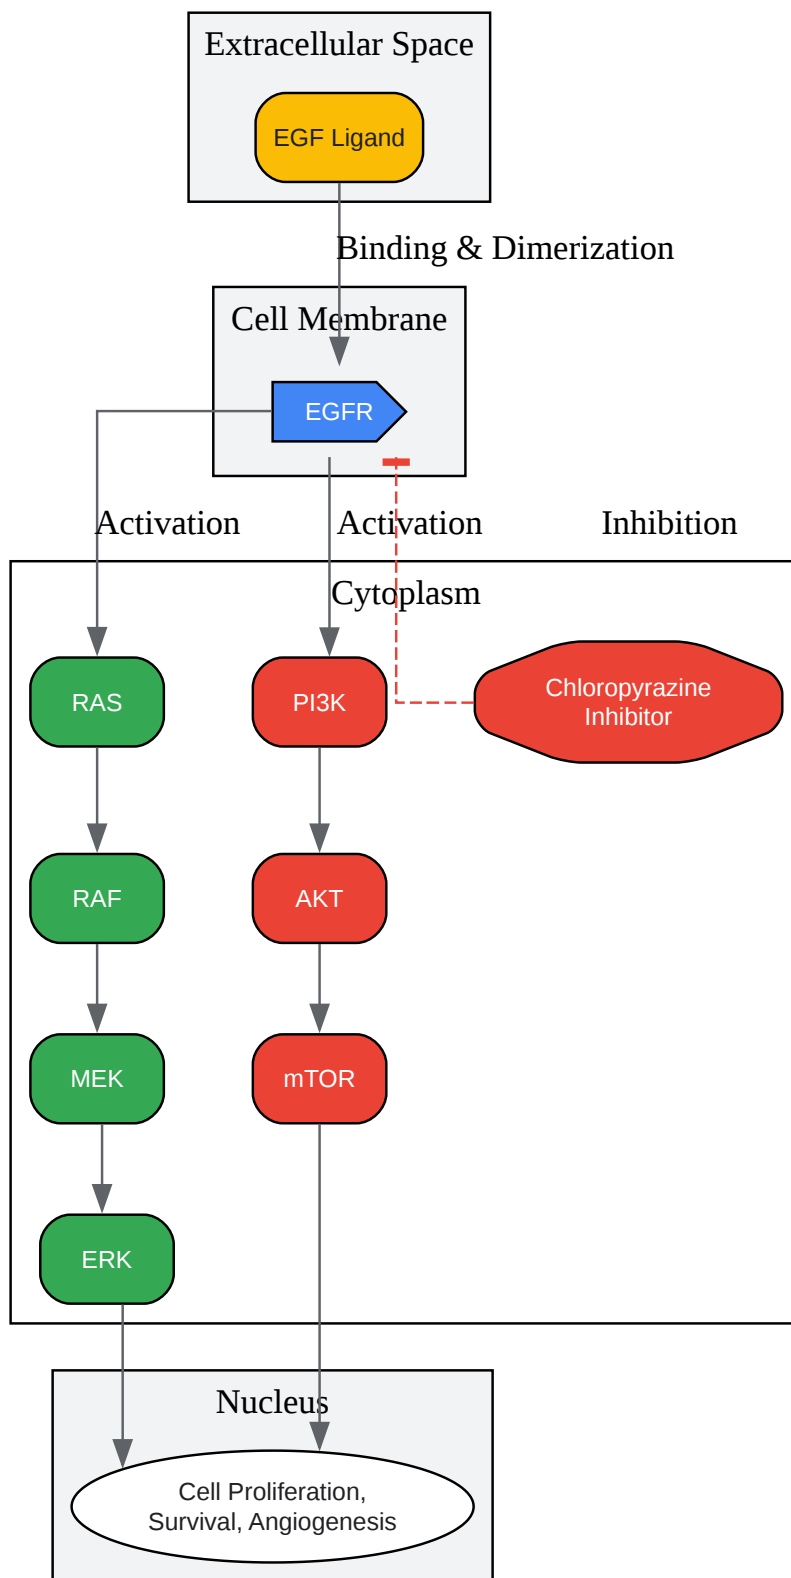 Extracellular Space
EGF Ligand
Binding & Dimerization
Cell Membrane
EGFR
Activation
Activation
Inhibition
Cytoplasm
RAS
PI3K
Chloropyrazine
Inhibitor
RAF
AKT
MEK
mTOR
ERK
Nucleus
Cell Proliferation,
Survival, Angiogenesis